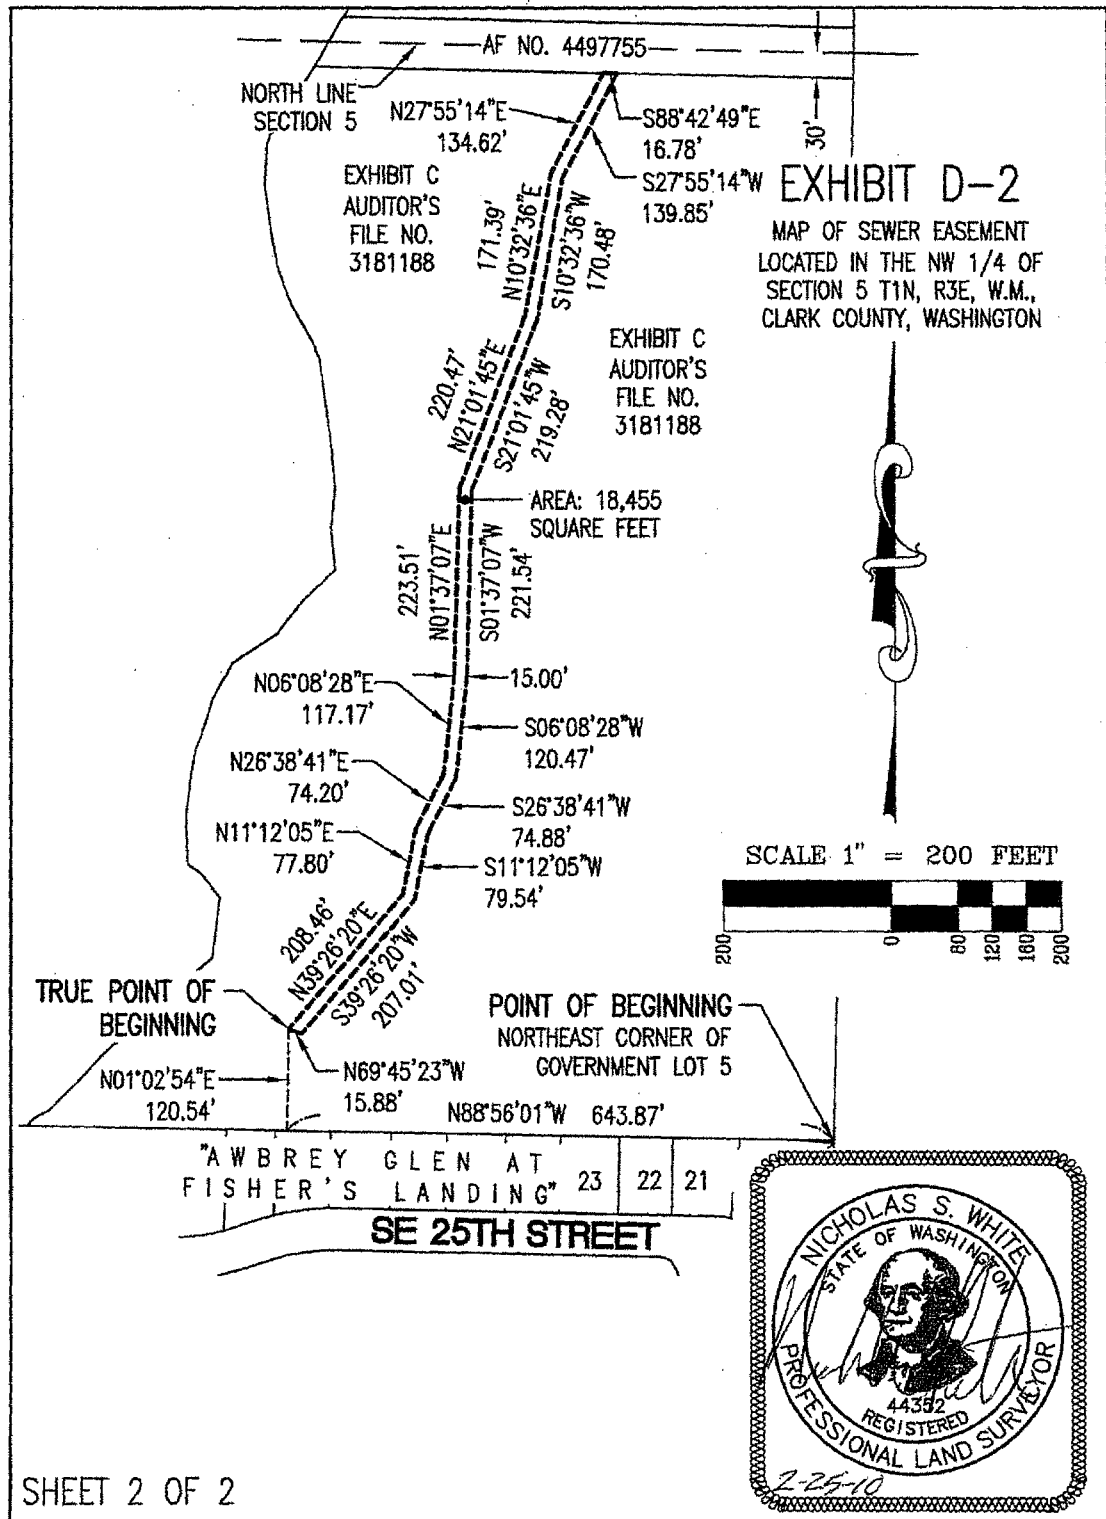 AF NO. 4497755
NORTH LINE
SECTION 5
N27°55'14"E
134.62'
S88°42'49"E
16.78'
S27°55'14"W
139.85'
30'
EXHIBIT D-2
MAP OF SEWER EASEMENT
LOCATED IN THE NW 1/4 OF
SECTION 5 T1N, R3E, W.M.,
CLARK COUNTY, WASHINGTON
EXHIBIT C
AUDITOR'S
FILE NO.
3181188
171.39'
N10°32'36"E
S10°32'36"W
170.48'
EXHIBIT C
AUDITOR'S
FILE NO.
3181188
220.47'
N21°01'45"E
S21°01'45"W
219.28'
AREA: 18,455
SQUARE FEET
223.51'
N01°37'07"E
S01°37'07"W
221.54'
15.00'
N06°08'28"E
117.17'
S06°08'28"W
120.47'
N26°38'41"E
74.20'
S26°38'41"W
74.88'
N11°12'05"E
77.80'
S11°12'05"W
79.54'
SCALE 1" = 200 FEET
200
0
80
120
160
200
208.46'
N39°26'20"E
S39°26'20"W
207.01'
TRUE POINT OF
BEGINNING
POINT OF BEGINNING
NORTHEAST CORNER OF
GOVERNMENT LOT 5
N01°02'54"E
120.54'
N69°45'23"W
15.88'
N88°56'01"W 643.87'
"AWBREY GLEN AT
FISHER'S LANDING"
23
22
21
SE 25TH STREET
NICHOLAS S. WHITE
STATE OF WASHINGTON
44352
REGISTERED
PROFESSIONAL LAND SURVEYOR
2-25-10
SHEET 2 OF 2